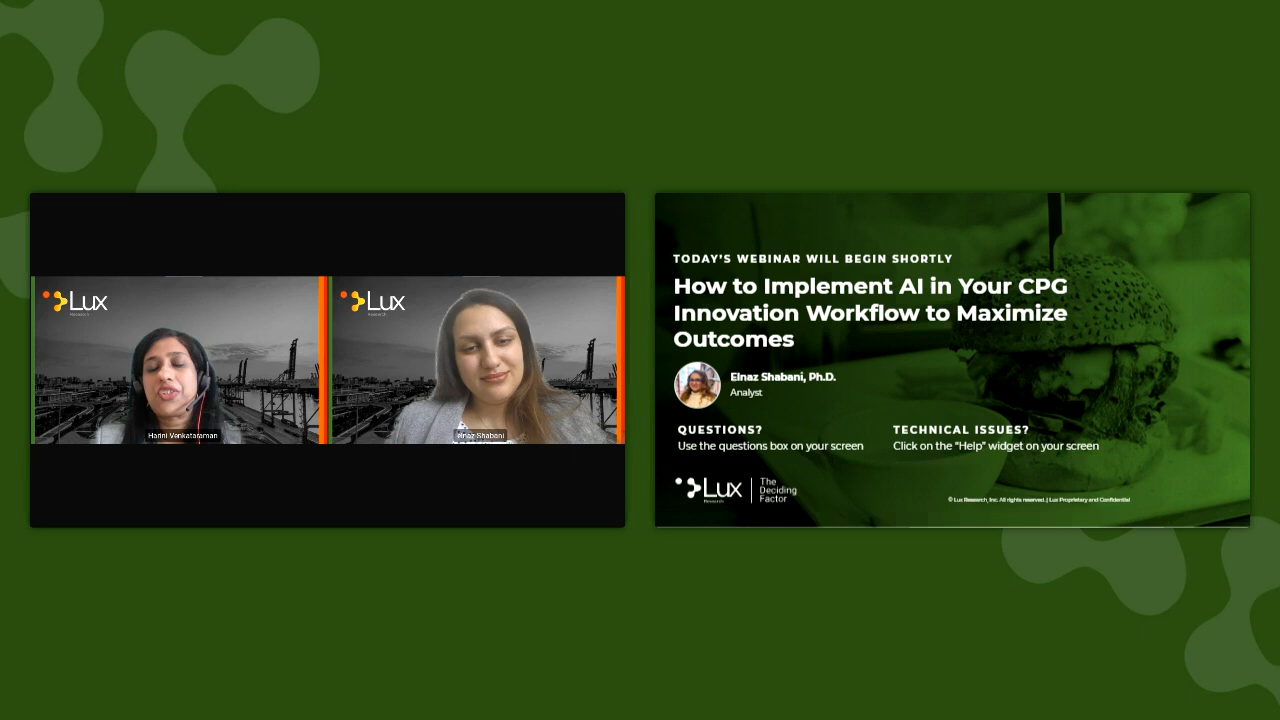 Lux
Research
Harini Venkataraman
Lux
Research
Elnaz Shabani
TODAY'S WEBINAR WILL BEGIN SHORTLY
How to Implement AI in Your CPG
Innovation Workflow to Maximize
Outcomes
Elnaz Shabani, Ph.D.
Analyst
QUESTIONS?
Use the questions box on your screen
TECHNICAL ISSUES?
Click on the “Help” widget on your screen
Lux
Research
The
Deciding
Factor
© Lux Research, Inc. All rights reserved. | Lux Proprietary and Confidential